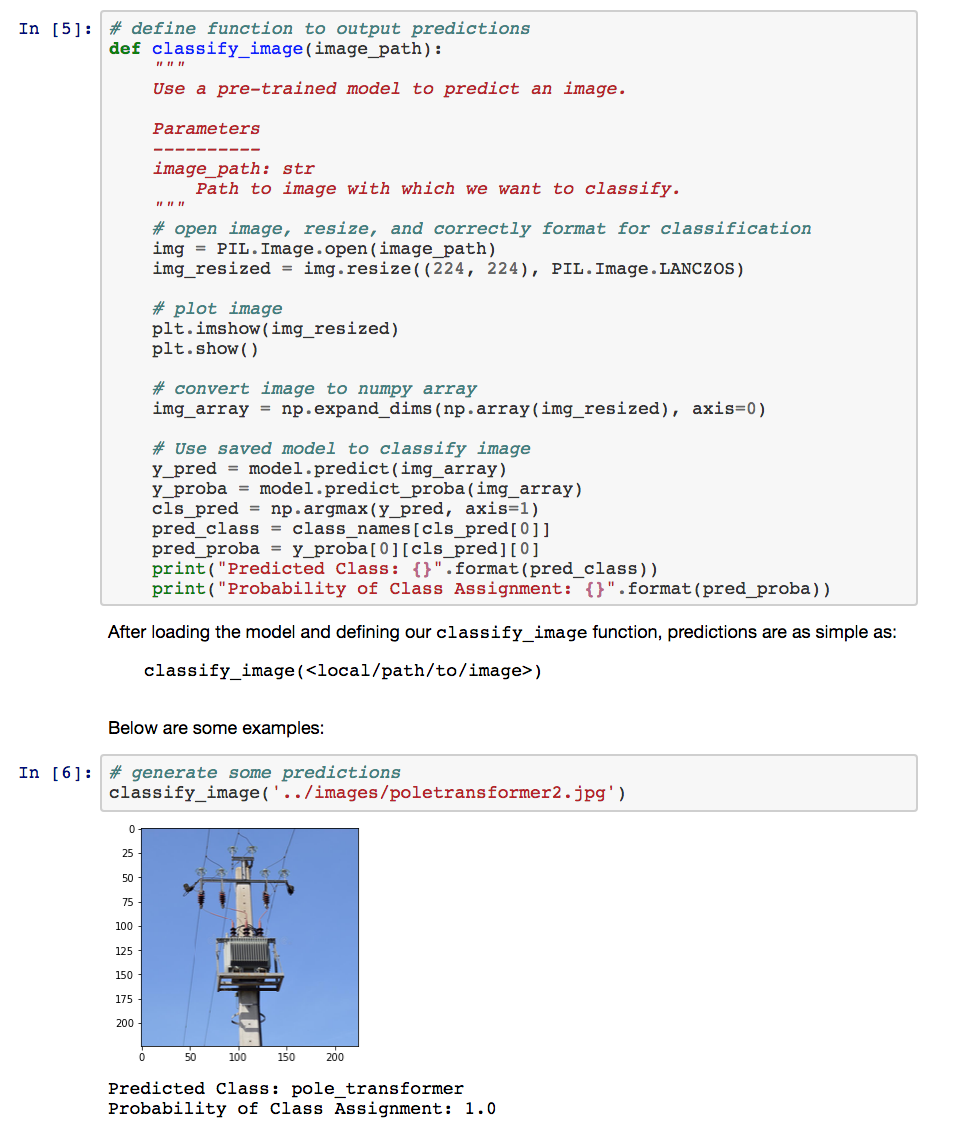 In [5]: # define function to output predictions
def classify_image(image_path):
    """
    Use a pre-trained model to predict an image.

    Parameters
    ----------
    image_path: str
        Path to image with which we want to classify.
    """
    # open image, resize, and correctly format for classification
    img = PIL.Image.open(image_path)
    img_resized = img.resize((224, 224), PIL.Image.LANCZOS)

    # plot image
    plt.imshow(img_resized)
    plt.show()

    # convert image to numpy array
    img_array = np.expand_dims(np.array(img_resized), axis=0)

    # Use saved model to classify image
    y_pred = model.predict(img_array)
    y_proba = model.predict_proba(img_array)
    cls_pred = np.argmax(y_pred, axis=1)
    pred_class = class_names[cls_pred[0]]
    pred_proba = y_proba[0][cls_pred][0]
    print("Predicted Class: {}".format(pred_class))
    print("Probability of Class Assignment: {}".format(pred_proba))
After loading the model and defining our classify_image function, predictions are as simple as:
classify_image(<local/path/to/image>)
Below are some examples:
In [6]: # generate some predictions
classify_image('../images/poletransformer2.jpg')
0
25
50
75
100
125
150
175
200
0 50 100 150 200
Predicted Class: pole_transformer
Probability of Class Assignment: 1.0